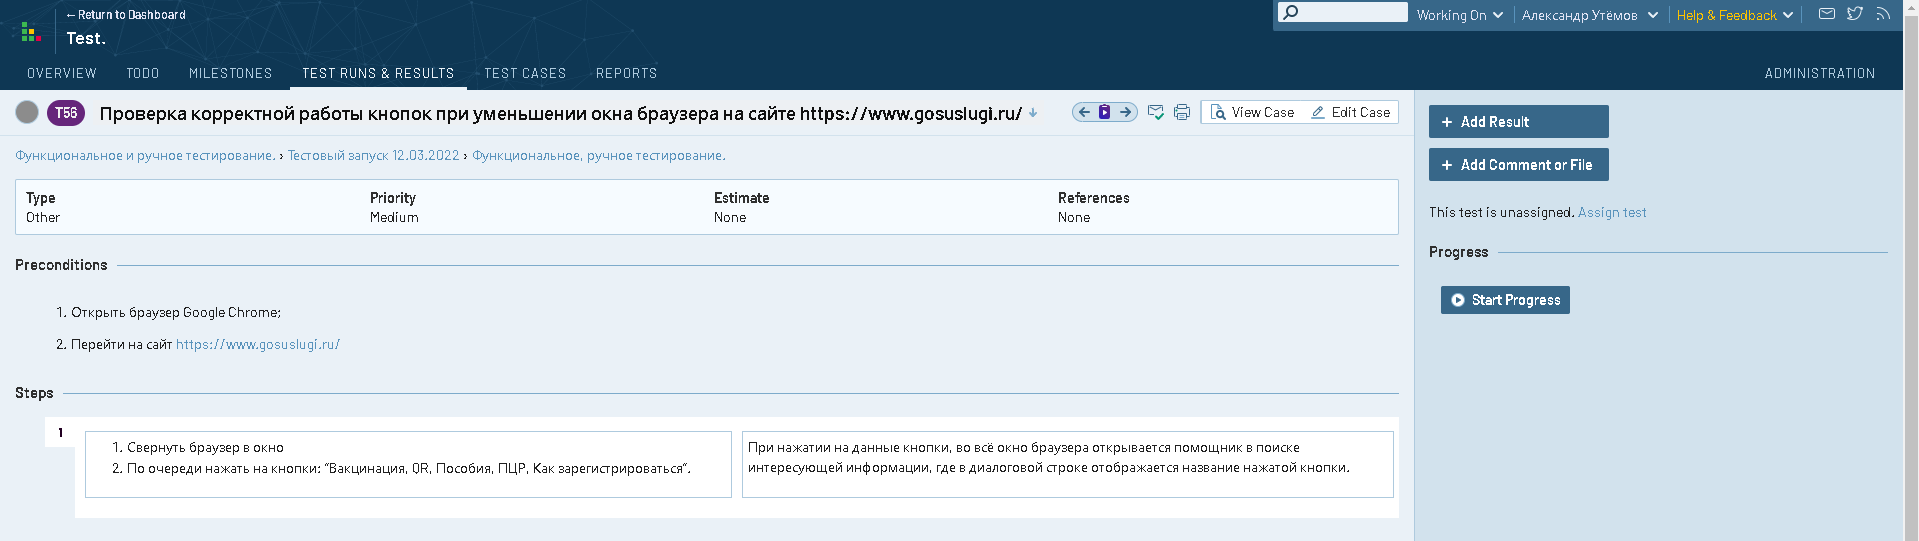 ← Return to Dashboard
Test.
Working On
Александр Утёмов
Help & Feedback
OVERVIEW TODO MILESTONES TEST RUNS & RESULTS TEST CASES REPORTS ADMINISTRATION
T56 Проверка корректной работы кнопок при уменьшении окна браузера на сайте https://www.gosuslugi.ru/
View Case Edit Case
Функциональное и ручное тестирование. › Тестовый запуск 12.03.2022 › Функциональное, ручное тестирование.
Type Priority Estimate References
Other Medium None None
Preconditions
1. Открыть браузер Google Chrome;
2. Перейти на сайт https://www.gosuslugi.ru/
Steps
1
1. Свернуть браузер в окно
2. По очереди нажать на кнопки: "Вакцинация, QR, Пособия, ПЦР, Как зарегистрироваться".
При нажатии на данные кнопки, во всё окно браузера открывается помощник в поиске
интересующей информации, где в диалоговой строке отображается название нажатой кнопки.
+ Add Result
+ Add Comment or File
This test is unassigned. Assign test
Progress
Start Progress